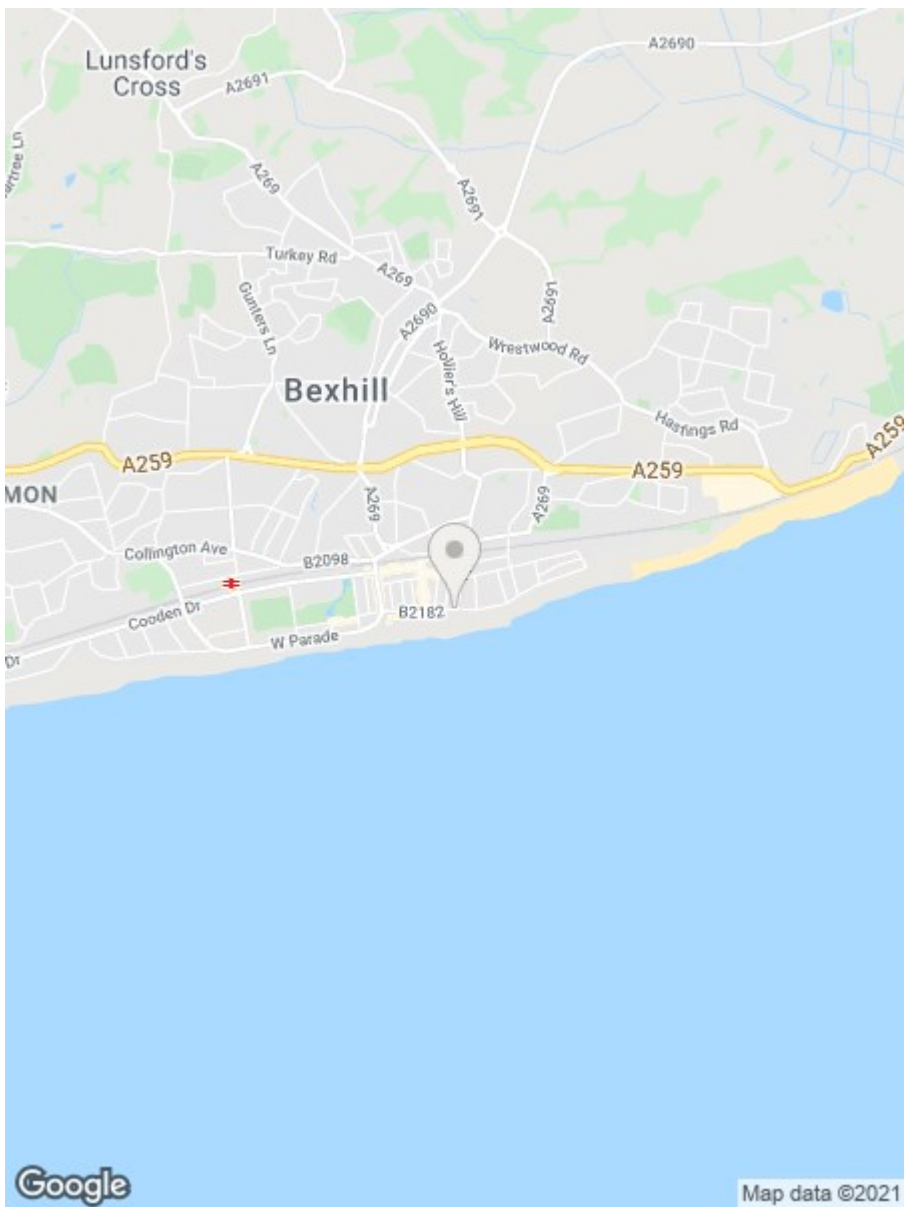 A2690
Lunsford's
Cross
A2691
A269
A2691
Turkey Rd
A269
A2691
Gunters Ln
A2690
Hollier's Hill
Wrestwood Rd
Bexhill
Hastings Rd
A259
A259
A259
MON
A269
A269
Collington Ave
B2098
Cooden Dr
B2182
W Parade
Dr
Google
Map data ©2021